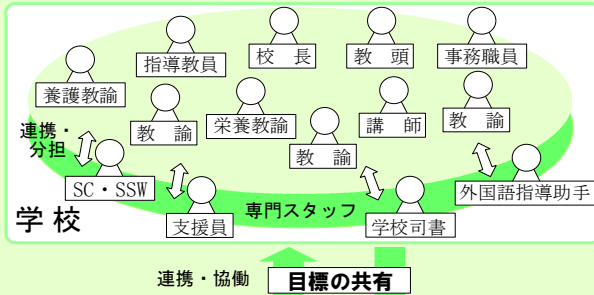 校　長
教　頭
事務職員
指導教員
養護教諭
教　諭
栄養教諭
教　諭
講　師
教　諭
連携・
分担
SC・SSW
支援員
専門スタッフ
学校司書
外国語指導助手
学 校
連携・協働
目標の共有